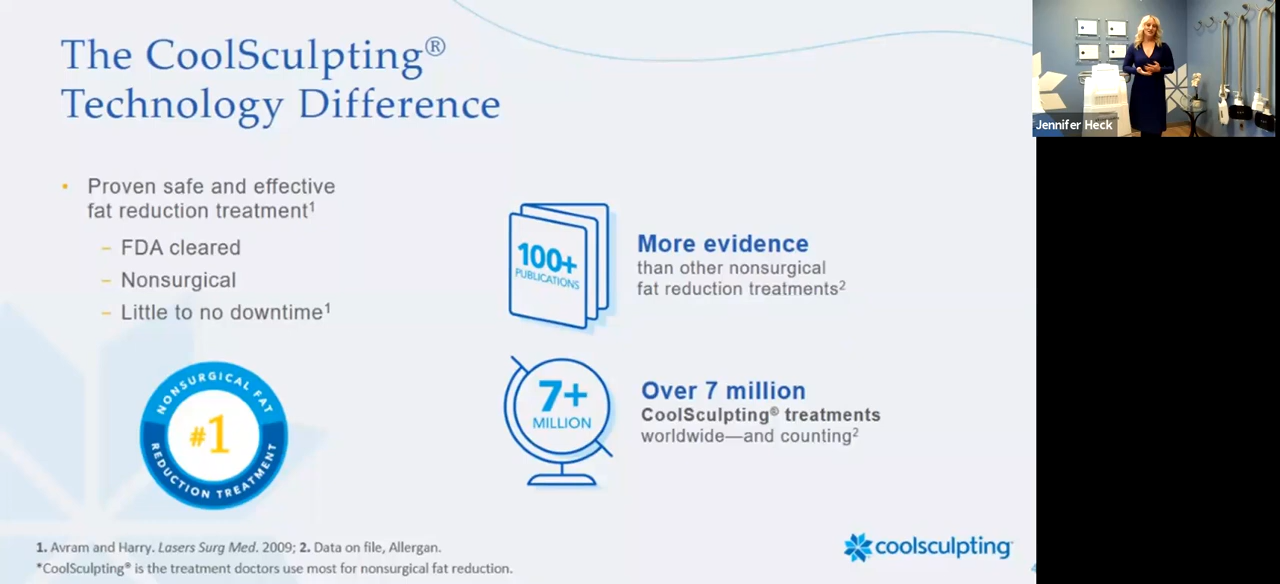 The CoolSculpting®
Technology Difference
• Proven safe and effective
fat reduction treatment1
– FDA cleared
– Nonsurgical
– Little to no downtime1
NONSURGICAL FAT
#1
REDUCTION TREATMENT
100+
PUBLICATIONS
More evidence
than other nonsurgical
fat reduction treatments2
7+
MILLION
Over 7 million
CoolSculpting® treatments
worldwide—and counting2
1. Avram and Harry. Lasers Surg Med. 2009; 2. Data on file, Allergan.
*CoolSculpting® is the treatment doctors use most for nonsurgical fat reduction.
coolsculpting
Jennifer Heck